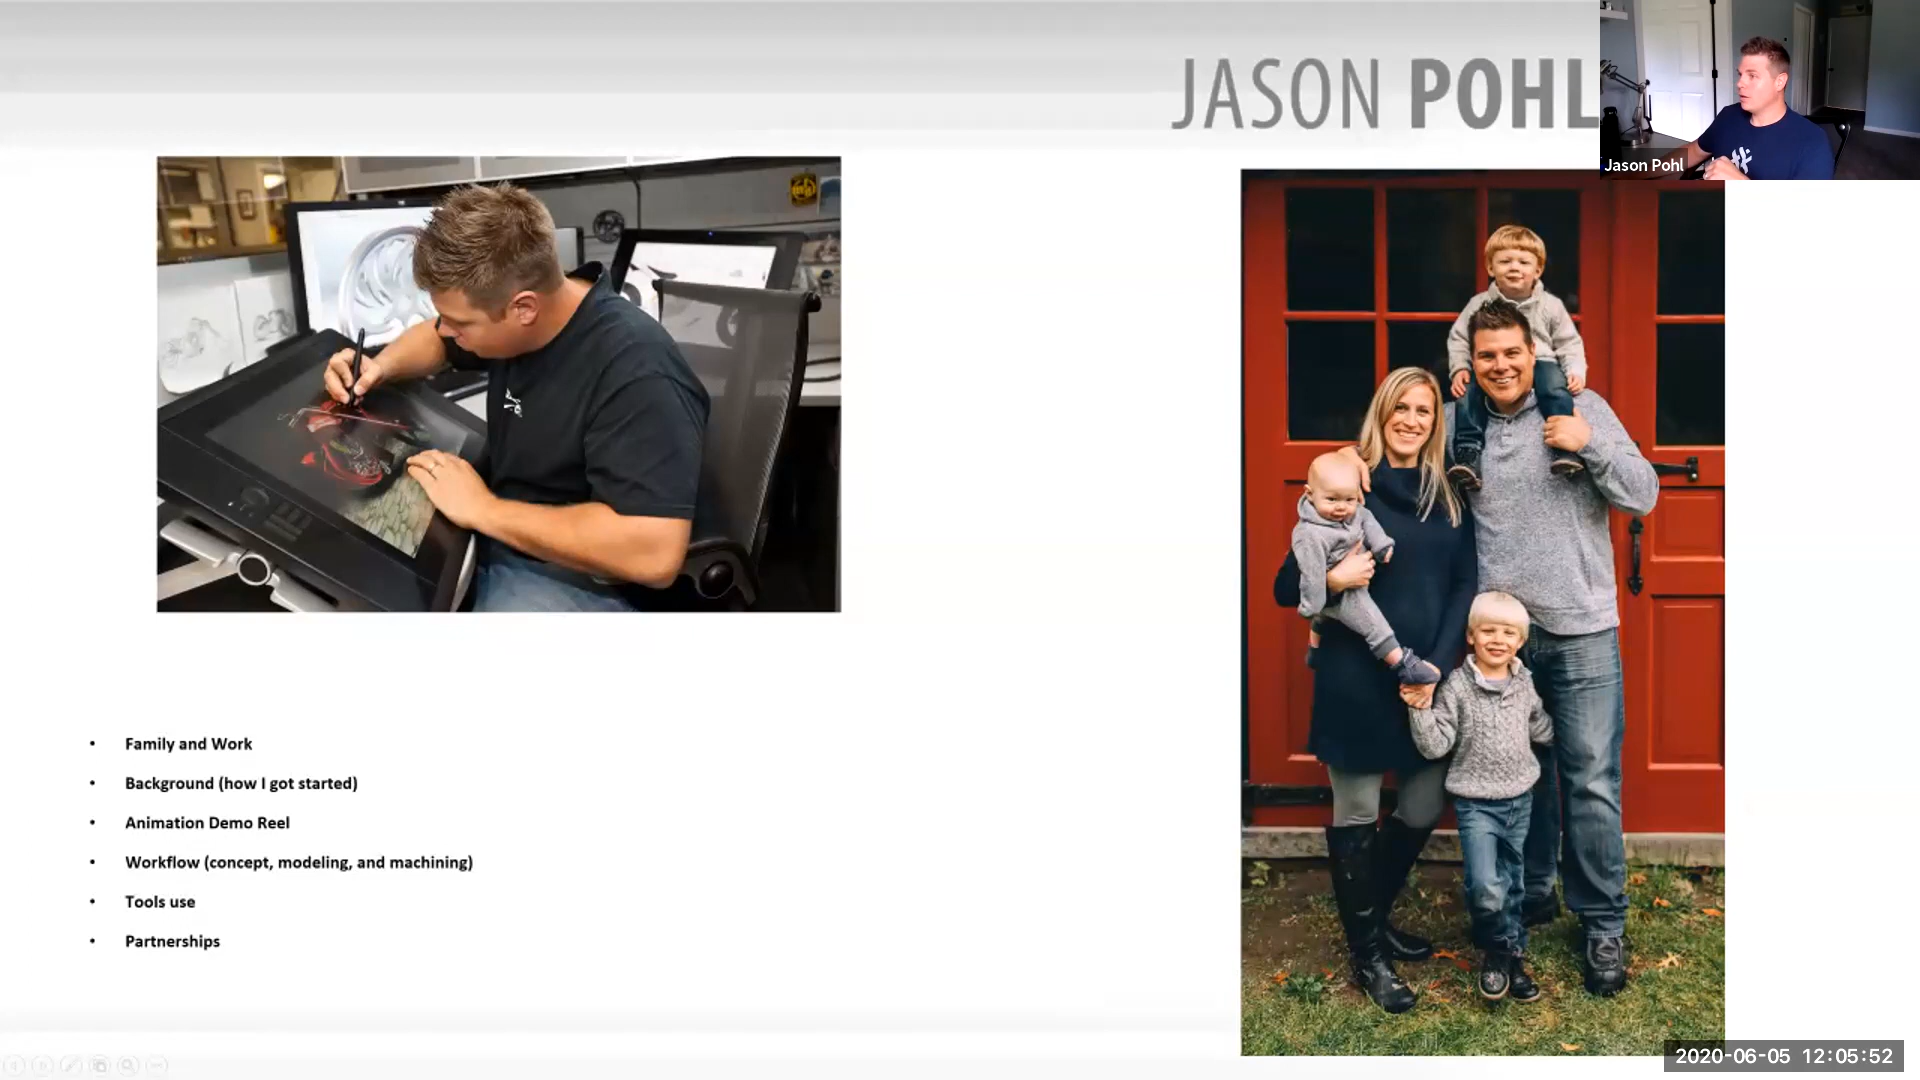 JASON POHL
Jason Pohl
• Family and Work
• Background (how I got started)
• Animation Demo Reel
• Workflow (concept, modeling, and machining)
• Tools use
• Partnerships
2020-06-05 12:05:52